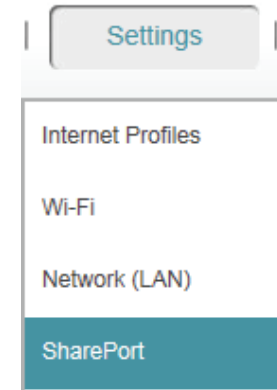 Settings
Internet Profiles
Wi-Fi
Network (LAN)
SharePort